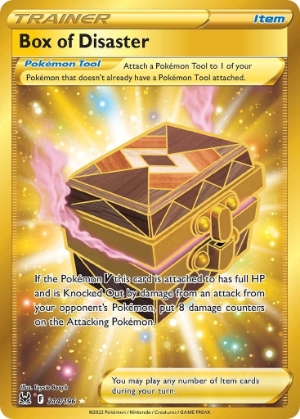 TRAINER Item
Box of Disaster
Pokémon Tool Attach a Pokémon Tool to 1 of your
Pokémon that doesn't already have a Pokémon Tool attached.
If the Pokémon V this card is attached to has full HP
and is Knocked Out by damage from an attack from
your opponent's Pokémon, put 8 damage counters
on the Attacking Pokémon.
You may play any number of Item cards
during your turn.
©2022 Pokémon / Nintendo / Creatures / GAME FREAK